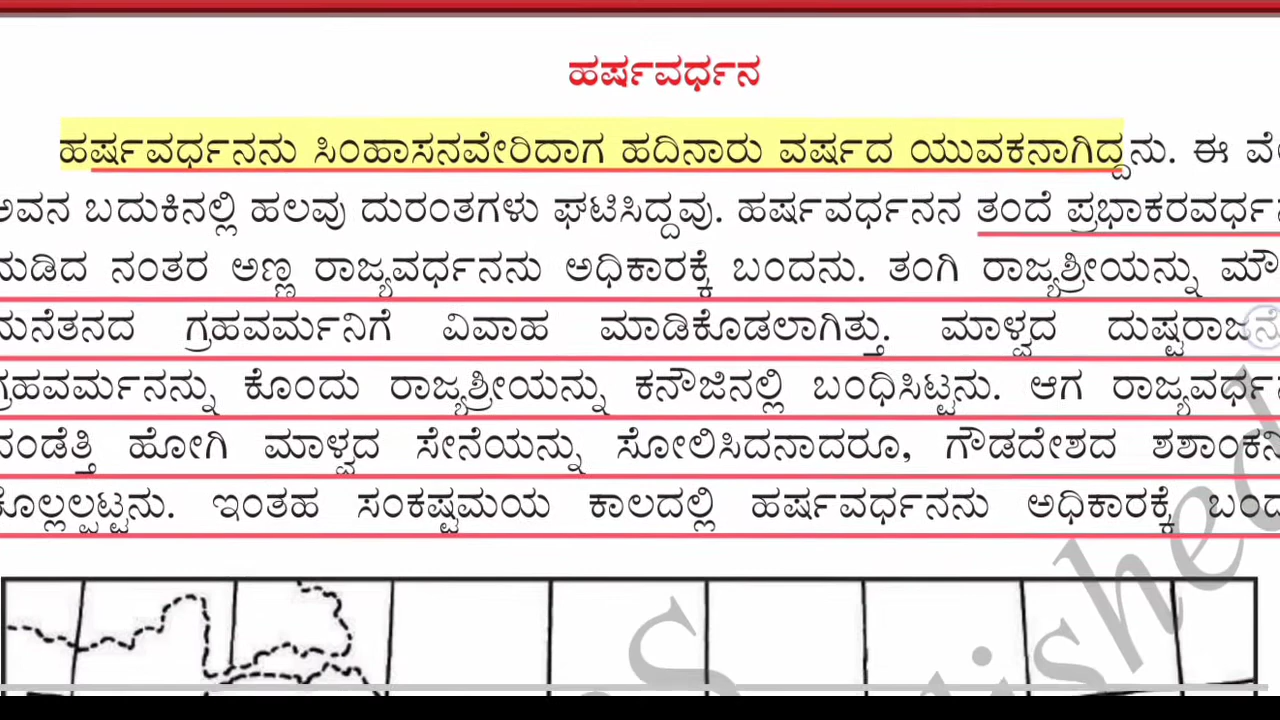 ಹರ್ಷವರ್ಧನ
ಹರ್ಷವರ್ಧನನು ಸಿಂಹಾಸನವೇರಿದಾಗ ಹದಿನಾರು ವರ್ಷದ ಯುವಕನಾಗಿದ್ದನು. ಈ
ಅವನ ಬದುಕಿನಲ್ಲಿ ಹಲವು ದುರಂತಗಳು ಘಟಿಸಿದ್ದವು. ಹರ್ಷವರ್ಧನನ ತಂದೆ ಪ್ರಭಾಕರವರ್ಧನ
ನಂತರ ಅಣ್ಣ ರಾಜ್ಯವರ್ಧನನು ಅಧಿಕಾರಕ್ಕೆ ಬಂದನು. ತಂಗಿ ರಾಜ್ಯಶ್ರೀಯನ್ನು
ಮನೆತನದ ಗ್ರಹವರ್ಮನಿಗೆ ವಿವಾಹ ಮಾಡಿಕೊಡಲಾಗಿತ್ತು. ಮಾಳ್ವದ ದುಷ್ಟರಾಜ
ಗ್ರಹವರ್ಮನನ್ನು ಕೊಂದು ರಾಜ್ಯಶ್ರೀಯನ್ನು ಕನೌಜಿನಲ್ಲಿ ಬಂಧಿಸಿಟ್ಟನು. ಆಗ ರಾಜ್ಯವರ್ಧನ
ದಂಡೆತ್ತಿ ಹೋಗಿ ಮಾಳ್ವದ ಸೇನೆಯನ್ನು ಸೋಲಿಸಿದನಾದರೂ, ಗೌಡದೇಶದ ಶಶಾಂಕನಿ
ಕೊಲ್ಲಲ್ಪಟ್ಟನು. ಇಂತಹ ಸಂಕಷ್ಟಮಯ ಕಾಲದಲ್ಲಿ ಹರ್ಷವರ್ಧನನು ಅಧಿಕಾರಕ್ಕೆ ಬಂದ